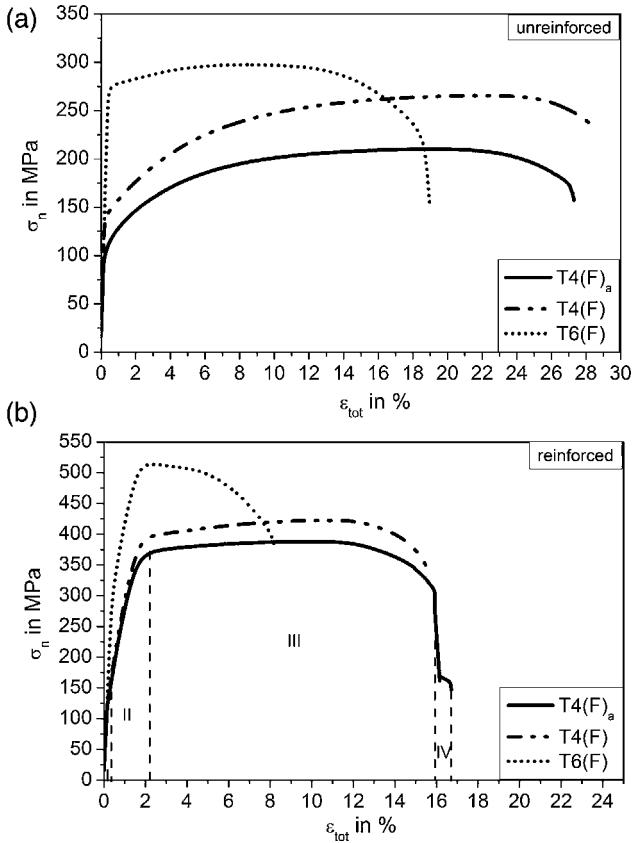 (a)
350
300
250
200
150
100
50
0
σn in MPa
unreinforced
T4(F)a
T4(F)
T6(F)
0 2 4 6 8 10 12 14 16 18 20 22 24 26 28 30
εtot in %
(b)
550
500
450
400
350
300
250
200
150
100
50
0
σn in MPa
reinforced
II
III
IV
T4(F)a
T4(F)
T6(F)
0 2 4 6 8 10 12 14 16 18 20 22 24
εtot in %